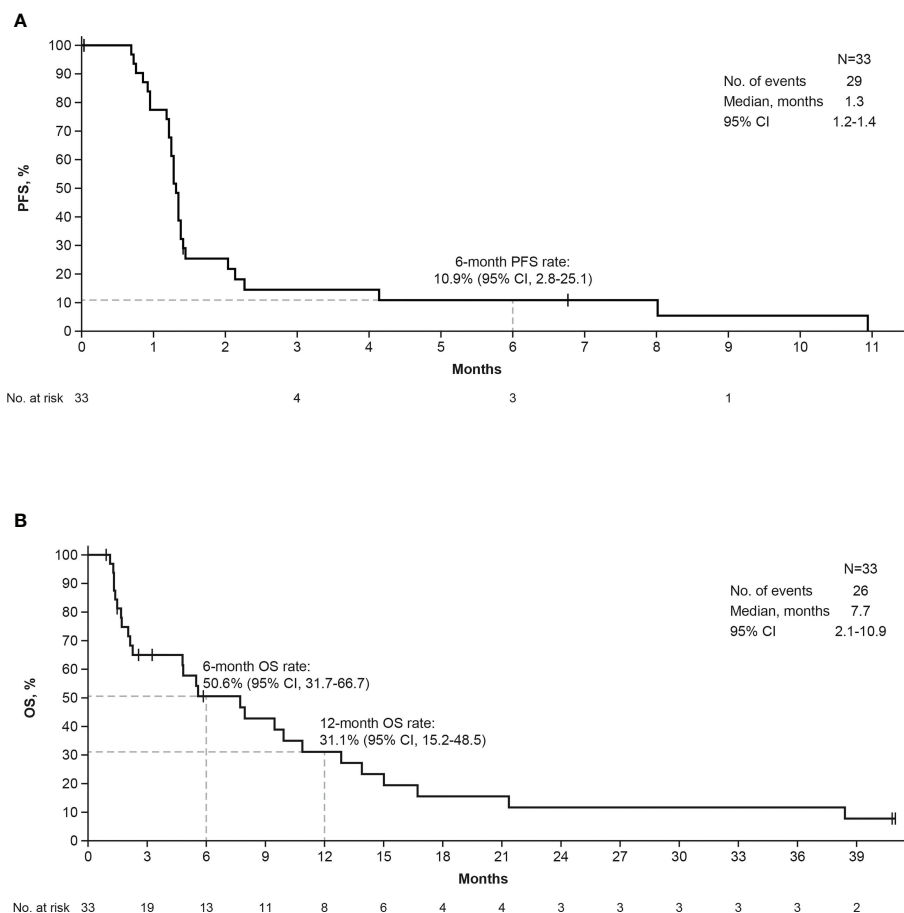 A
PFS, %
100
90
80
70
60
50
40
30
20
10
0
N=33
No. of events 29
Median, months 1.3
95% CI 1.2-1.4
6-month PFS rate:
10.9% (95% CI, 2.8-25.1)
0 1 2 3 4 5 6 7 8 9 10 11
Months
No. at risk 33 4 3 1
B
OS, %
100
90
80
70
60
50
40
30
20
10
0
N=33
No. of events 26
Median, months 7.7
95% CI 2.1-10.9
6-month OS rate:
50.6% (95% CI, 31.7-66.7)
12-month OS rate:
31.1% (95% CI, 15.2-48.5)
0 3 6 9 12 15 18 21 24 27 30 33 36 39
Months
No. at risk 33 19 13 11 8 6 4 4 3 3 3 3 3 2